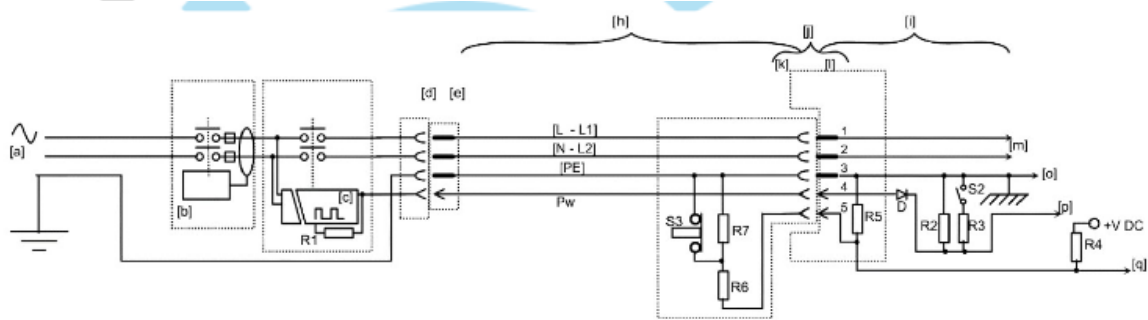 [h]
[j]
[i]
[k] [l]
[d] [e]
[L - L1] 1
[a] [N - L2] 2 [m]
[PE] 3 [o]
[c] Pw 4 D S2
[b] R1 S3 R7 5 R5 R2 R3 [p]
+V DC
R4
R6 [q]